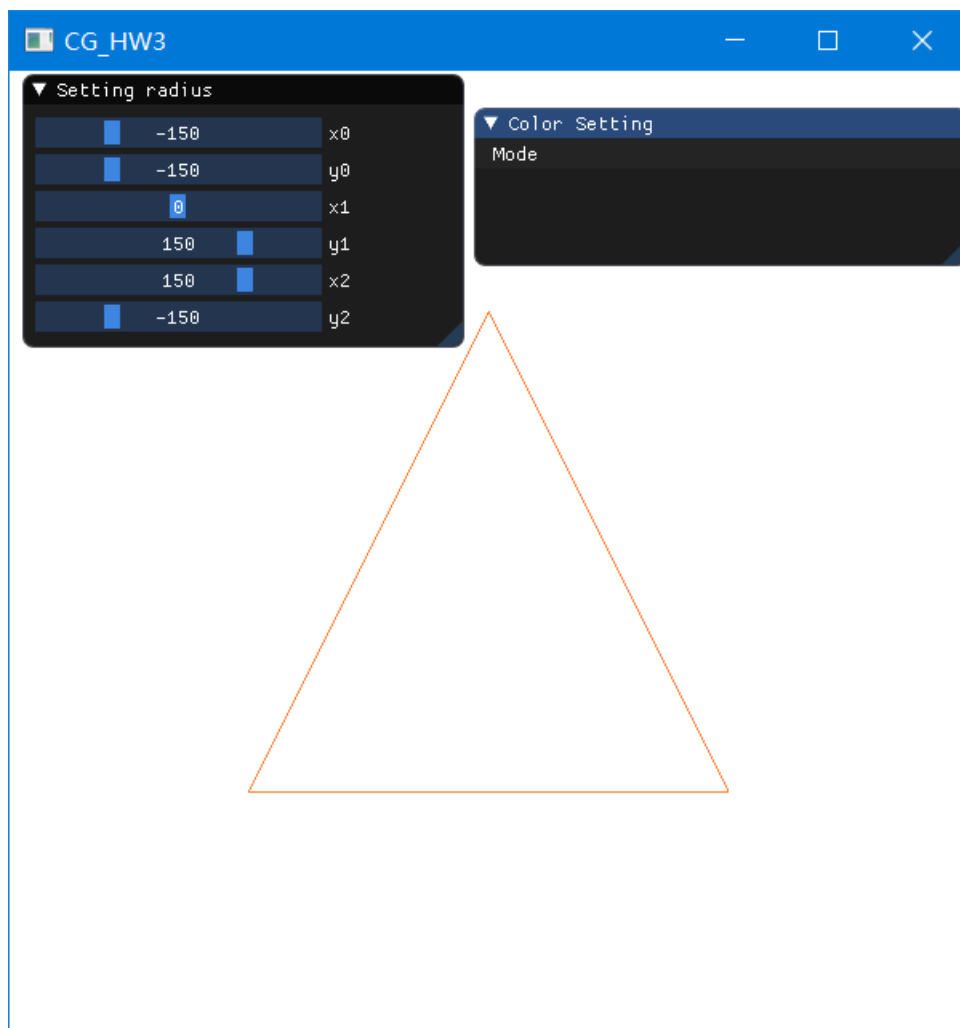 CG_HW3
Setting radius
-150 x0
-150 y0
0 x1
150 y1
150 x2
-150 y2
Color Setting
Mode